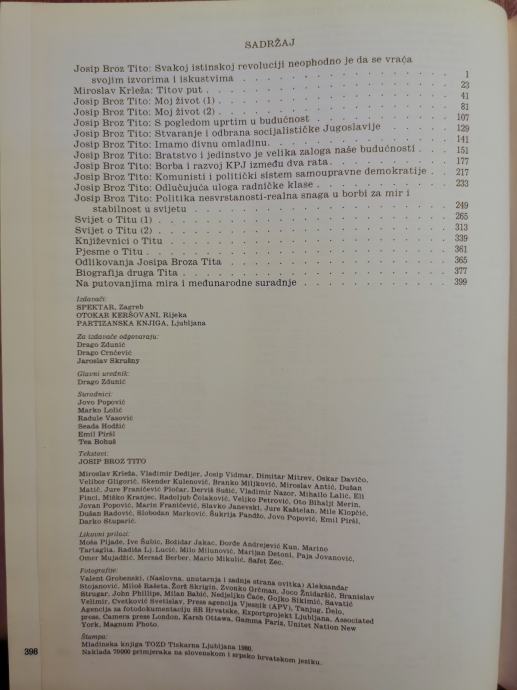 SADRŽAJ
Josip Broz Tito: Svakoj istinskoj revoluciji neophodno je da se vraća
svojim izvorima i iskustvima . . . . . . . . . . . . . . . 1
Miroslav Krleža: Titov put . . . . . . . . . . . . . . . 23
Josip Broz Tito: Moj život (1) . . . . . . . . . . . . . . . 41
Josip Broz Tito: Moj život (2) . . . . . . . . . . . . . . . 81
Josip Broz Tito: S pogledom uprtim u budućnost . . . . . . . . . 107
Josip Broz Tito: Stvaranje i odbrana socijalističke Jugoslavije . . . . . . 129
Josip Broz Tito: Imamo divnu omladinu. . . . . . . . . . . . 141
Josip Broz Tito: Bratstvo i jedinstvo je velika zaloga naše budućnosti . . . 151
Josip Broz Tito: Borba i razvoj KPJ između dva rata . . . . . . . . 177
Josip Broz Tito: Komunisti i politički sistem samoupravne demokratije . . 217
Josip Broz Tito: Odlučujuća uloga radničke klase . . . . . . . . . 233
Josip Broz Tito: Politika nesvrstanosti-realna snaga u borbi za mir i
stabilnost u svijetu . . . . . . . . . . . . . . . 249
Svijet o Titu (1) . . . . . . . . . . . . . . . 265
Svijet o Titu (2) . . . . . . . . . . . . . . . 313
Književnici o Titu . . . . . . . . . . . . . . . 339
Pjesme o Titu . . . . . . . . . . . . . . . 361
Odlikovanja Josipa Broza Tita . . . . . . . . . . . . . . . 365
Biografija druga Tita . . . . . . . . . . . . . . . 377
Na putovanjima mira i međunarodne suradnje . . . . . . . . . . 399
Izdavači:
SPEKTAR, Zagreb
OTOKAR KERŠOVANI, Rijeka
PARTIZANSKA KNJIGA, Ljubljana
Za izdavače odgovaraju:
Drago Zdunić
Drago Crnčević
Jaroslav Skrušny
Glavni urednik:
Drago Zdunić
Suradnici:
Jovo Popović
Marko Lolić
Radule Vasović
Seada Hodžić
Emil Piršl
Tea Bohuš
Tekstovi:
JOSIP BROZ TITO
Miroslav Krleža, Vladimir Dedijer, Josip Vidmar, Dimitar Mitrev, Oskar Davičo,
Velibor Gligorić, Skender Kulenović, Branko Miljković, Miroslav Antić, Dušan
Matić, Jure Franičević Pločar, Derviš Sušić, Vladimir Nazor, Mihailo Lalić, Eli
Finci, Miško Kranjec, Radoljub Čolaković, Veljko Petrović, Oto Bihalji Merin,
Jovan Popović, Marin Franičević, Slavko Janevski, Jure Kaštelan, Mile Klopčić,
Dušan Radović, Slobodan Marković, Šukrija Pandžo, Jovo Popović, Emil Piršl,
Darko Stuparić.
Likovni prilozi:
Moša Pijade, Ive Šubic, Božidar Jakac, Đorđe Andrejević Kun, Marino
Tartaglia, Radiša Lj. Lucić, Milo Milunović, Marijan Detoni, Paja Jovanović,
Omer Mujadžić, Mersad Berber, Mario Mikulić, Safet Zec.
Fotografije:
Valent Grobenski, (Naslovna, unutarnja i zadnja strana ovitka) Aleksandar
Stojanović, Miloš Rašeta, Žorž Skrigin, Zvonko Grčman, Joco Žnidaršić, Branislav
Strugar, John Phillips, Milan Babić, Nedjeljko Čaće, Gojko Sikimić, Savatić
Velimir, Cvetković Svetislav, Press agencija Vjesnik (APV), Tanjug, Delo,
Agencija za fotodokumentaciju SR Hrvatske, Exportprojekt Ljubljana, Associated
press, Camera press London, Karsh Ottawa, Gamma Paris, Unitet Nation New
York, Magnum Photo.
Štampa:
Mladinska knjiga TOZD Tiskarna Ljubljana 1980.
Naklada 70000 primjeraka na slovenskom i srpsko hrvatskom jeziku.
398